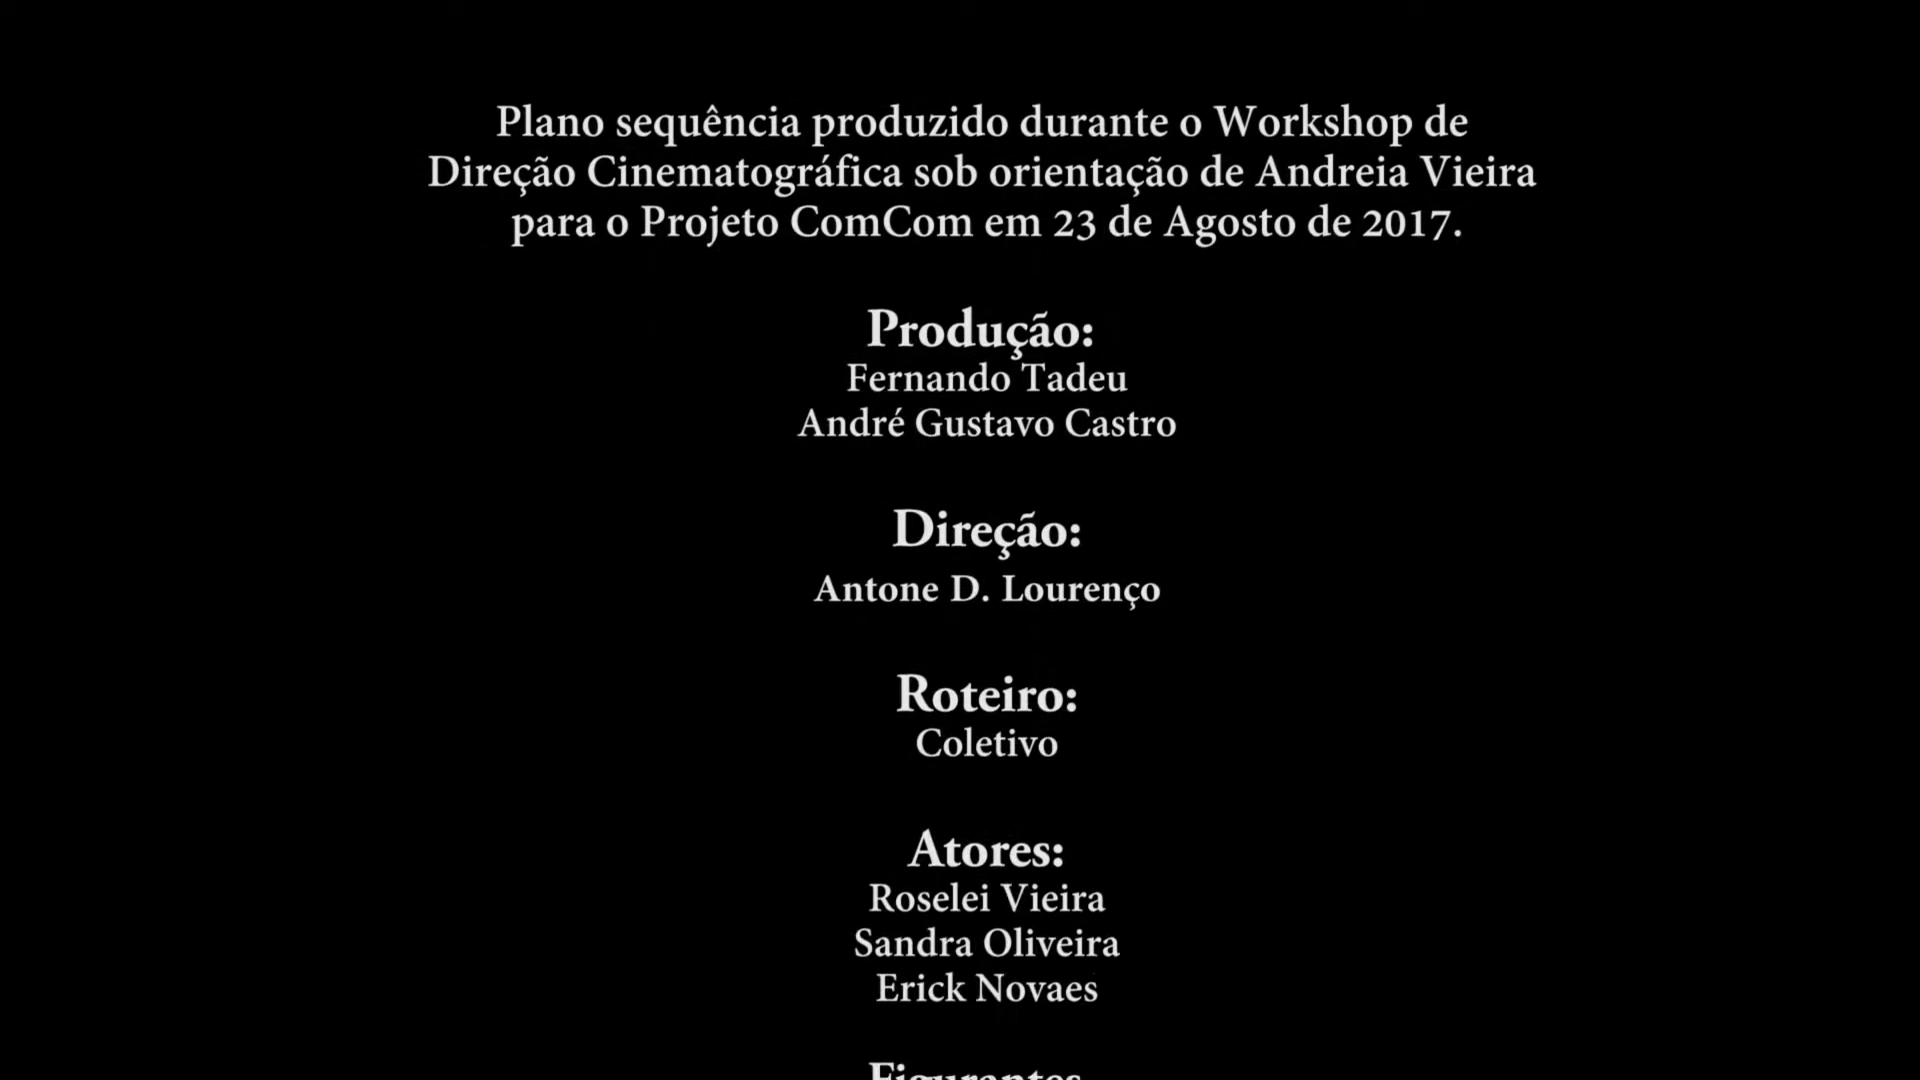 Plano sequência produzido durante o Workshop de
Direção Cinematográfica sob orientação de Andreia Vieira
para o Projeto ComCom em 23 de Agosto de 2017.
Produção:
Fernando Tadeu
André Gustavo Castro
Direção:
Antone D. Lourenço
Roteiro:
Coletivo
Atores:
Roselei Vieira
Sandra Oliveira
Erick Novaes
Figurantes